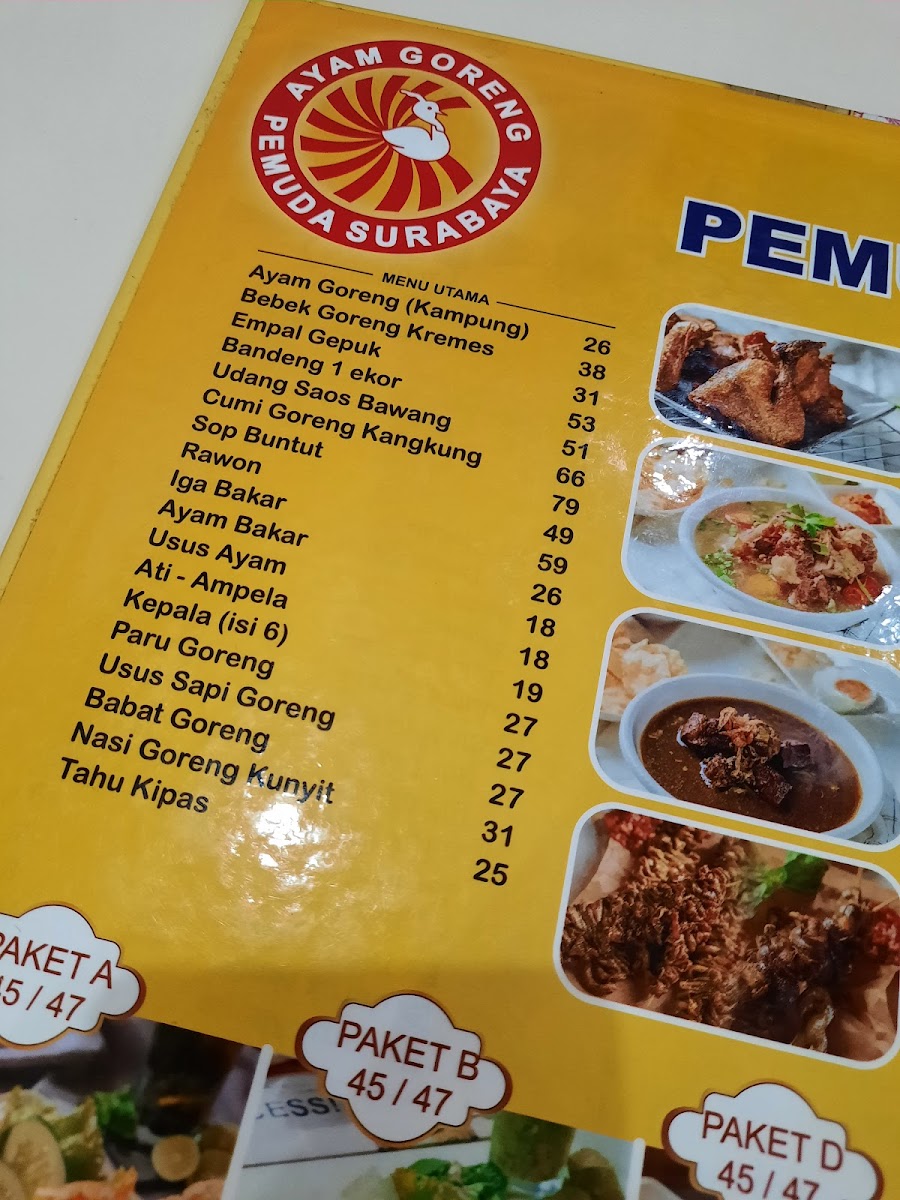 AYAM GORENG
PEMUDA SURABAYA
MENU UTAMA
Ayam Goreng (Kampung) 26
Bebek Goreng Kremes 38
Empal Gepuk 31
Bandeng 1 ekor 53
Udang Saos Bawang 51
Cumi Goreng Kangkung 66
Sop Buntut 79
Rawon 49
Iga Bakar 59
Ayam Bakar 26
Usus Ayam 18
Ati - Ampela 18
Kepala (isi 6) 19
Paru Goreng 27
Usus Sapi Goreng 27
Babat Goreng 27
Nasi Goreng Kunyit 31
Tahu Kipas 25
PAKET A
45 / 47
PAKET B
45 / 47
PAKET D
45 / 47